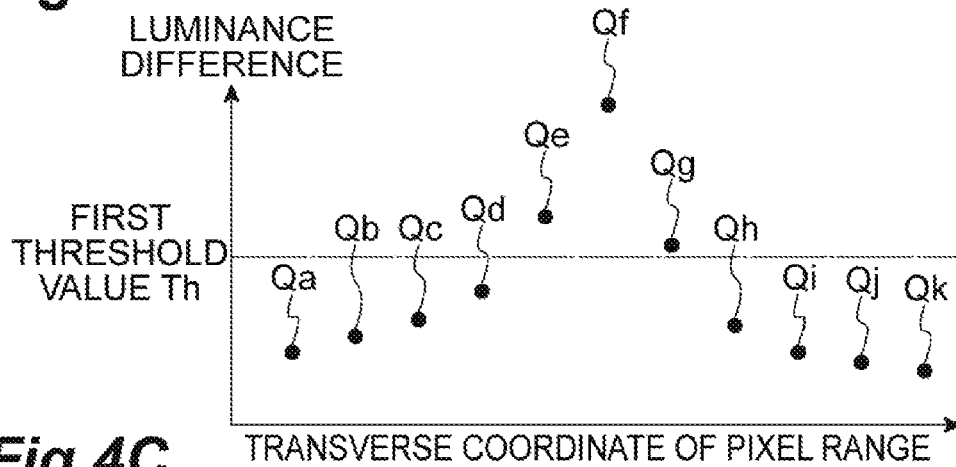 LUMINANCE
DIFFERENCE
Qf
Qe
Qg
FIRST
THRESHOLD
VALUE Th
Qb
Qc
Qd
Qh
Qa
Qi
Qj
Qk
TRANSVERSE COORDINATE OF PIXEL RANGE
Fig.4C